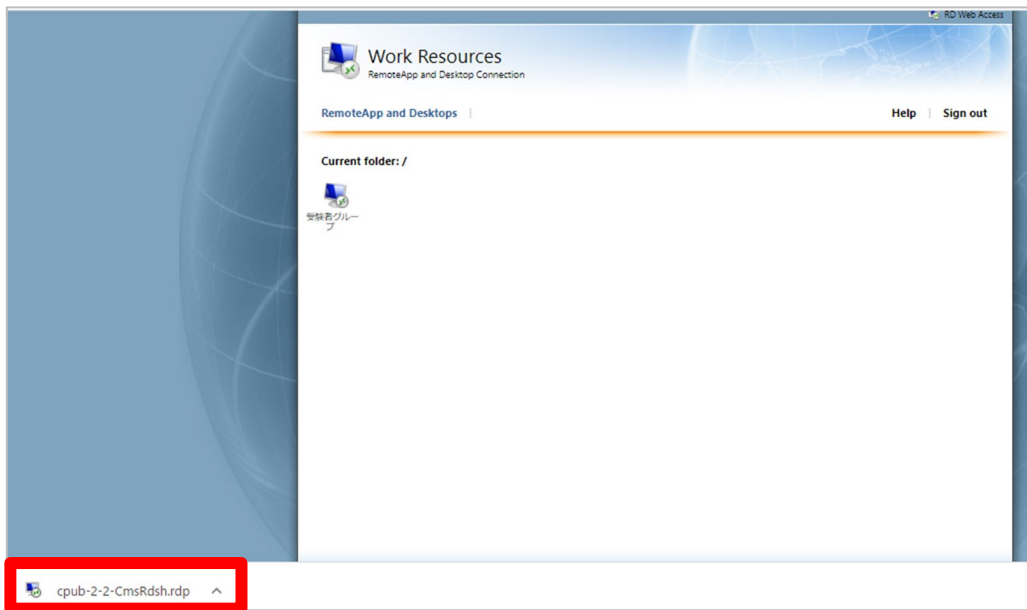 RD Web Access
Work Resources
RemoteApp and Desktop Connection
RemoteApp and Desktops
Help
Sign out
Current folder: /
受験者グルー
プ
cpub-2-2-CmsRdsh.rdp